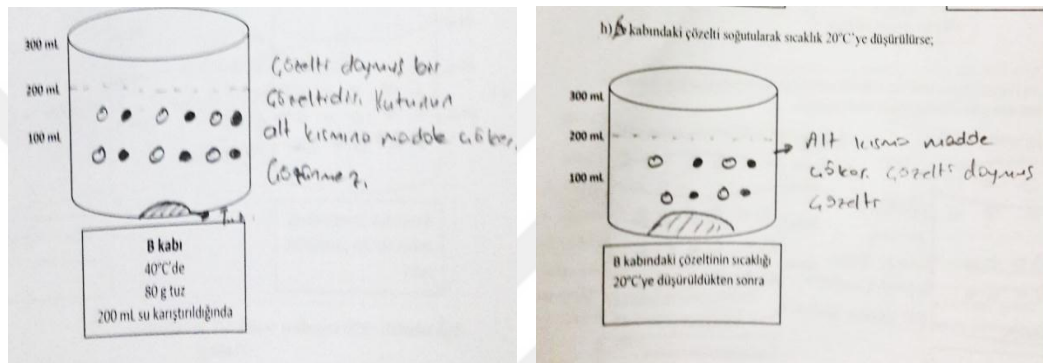 300 mL
200 mL
100 mL
Çözelti doymuş bir
Çözeltidir. Kutunun
alt kısmına madde çöker,
Çözünmez.
B kabı
40°C'de
80 g tuz
200 mL su karıştırıldığında
h) kabındaki çözelti soğutularak sıcaklık 20°C'ye düşürülürse;
300 mL
200 mL
100 mL
Alt kısma madde
çöker. Çözelti doymuş
Çözelti
B kabındaki çözeltinin sıcaklığı
20°C'ye düşürüldükten sonra